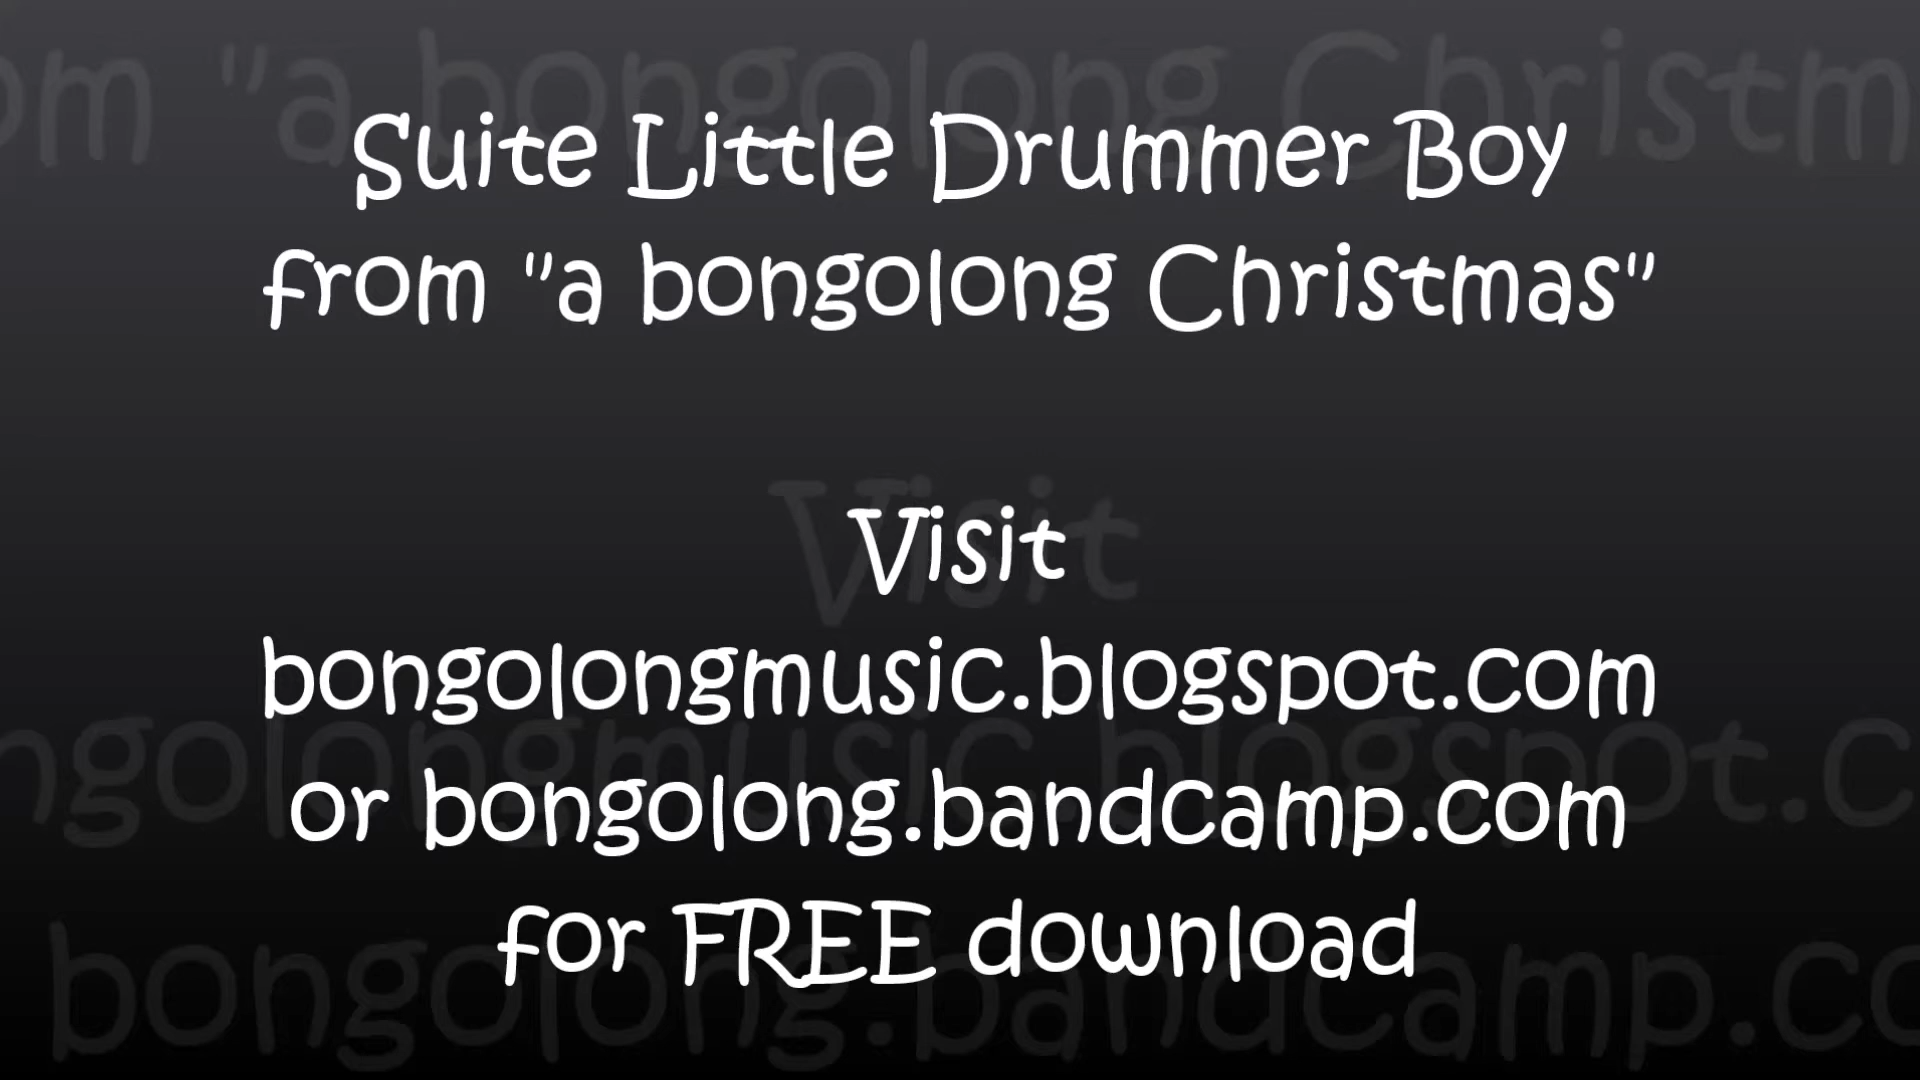 Suite Little Drummer Boy
from "a bongolong Christmas"
Visit
bongolongmusic.blogspot.com
or bongolong.bandcamp.com
for FREE download